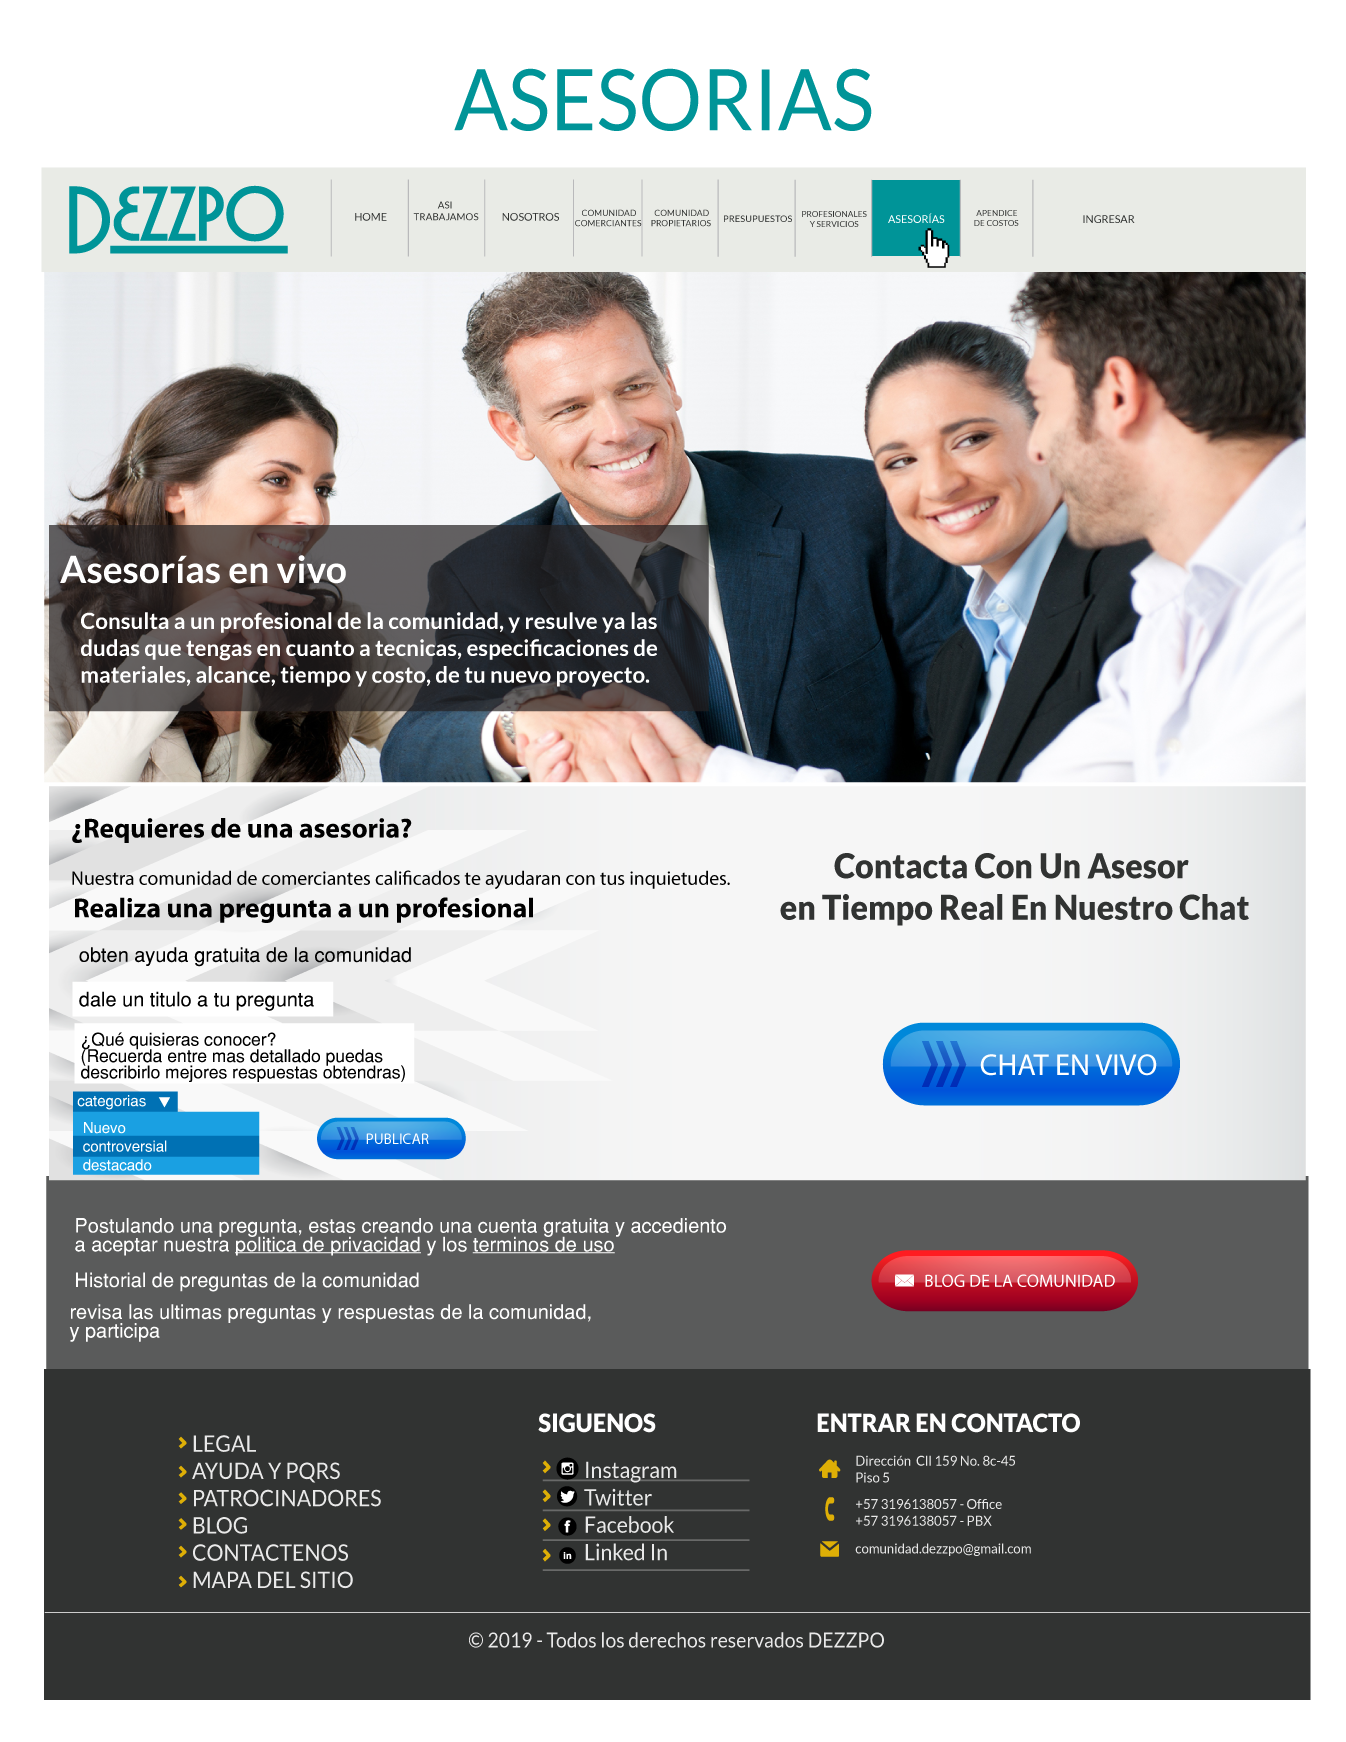 ASESORIAS
DEZZPO
HOME
ASI
TRABAJAMOS
NOSOTROS
COMUNIDAD
COMERCIANTES
COMUNIDAD
PROPIETARIOS
PRESUPUESTOS
PROFESIONALES
Y SERVICIOS
ASESORÍAS
APENDICE
DE COSTOS
INGRESAR
Asesorías en vivo
Consulta a un profesional de la comunidad, y resulve ya las
dudas que tengas en cuanto a tecnicas, especificaciones de
materiales, alcance, tiempo y costo, de tu nuevo proyecto.
¿Requieres de una asesoria?
Nuestra comunidad de comerciantes calificados te ayudaran con tus inquietudes.
Realiza una pregunta a un profesional
obten ayuda gratuita de la comunidad
dale un titulo a tu pregunta
¿Qué quisieras conocer?
(Recuerda entre mas detallado puedas
describirlo mejores respuestas obtendras)
categorias
Nuevo
controversial
destacado
PUBLICAR
Contacta Con Un Asesor
en Tiempo Real En Nuestro Chat
CHAT EN VIVO
Postulando una pregunta, estas creando una cuenta gratuita y accediento
a aceptar nuestra politica de privacidad y los terminos de uso
Historial de preguntas de la comunidad
revisa las ultimas preguntas y respuestas de la comunidad,
y participa
BLOG DE LA COMUNIDAD
LEGAL
AYUDA Y PQRS
PATROCINADORES
BLOG
CONTACTENOS
MAPA DEL SITIO
SIGUENOS
Instagram
Twitter
Facebook
Linked In
ENTRAR EN CONTACTO
Dirección Cll 159 No. 8c-45
Piso 5
+57 3196138057 - Office
+57 3196138057 - PBX
comunidad.dezzpo@gmail.com
© 2019 - Todos los derechos reservados DEZZPO